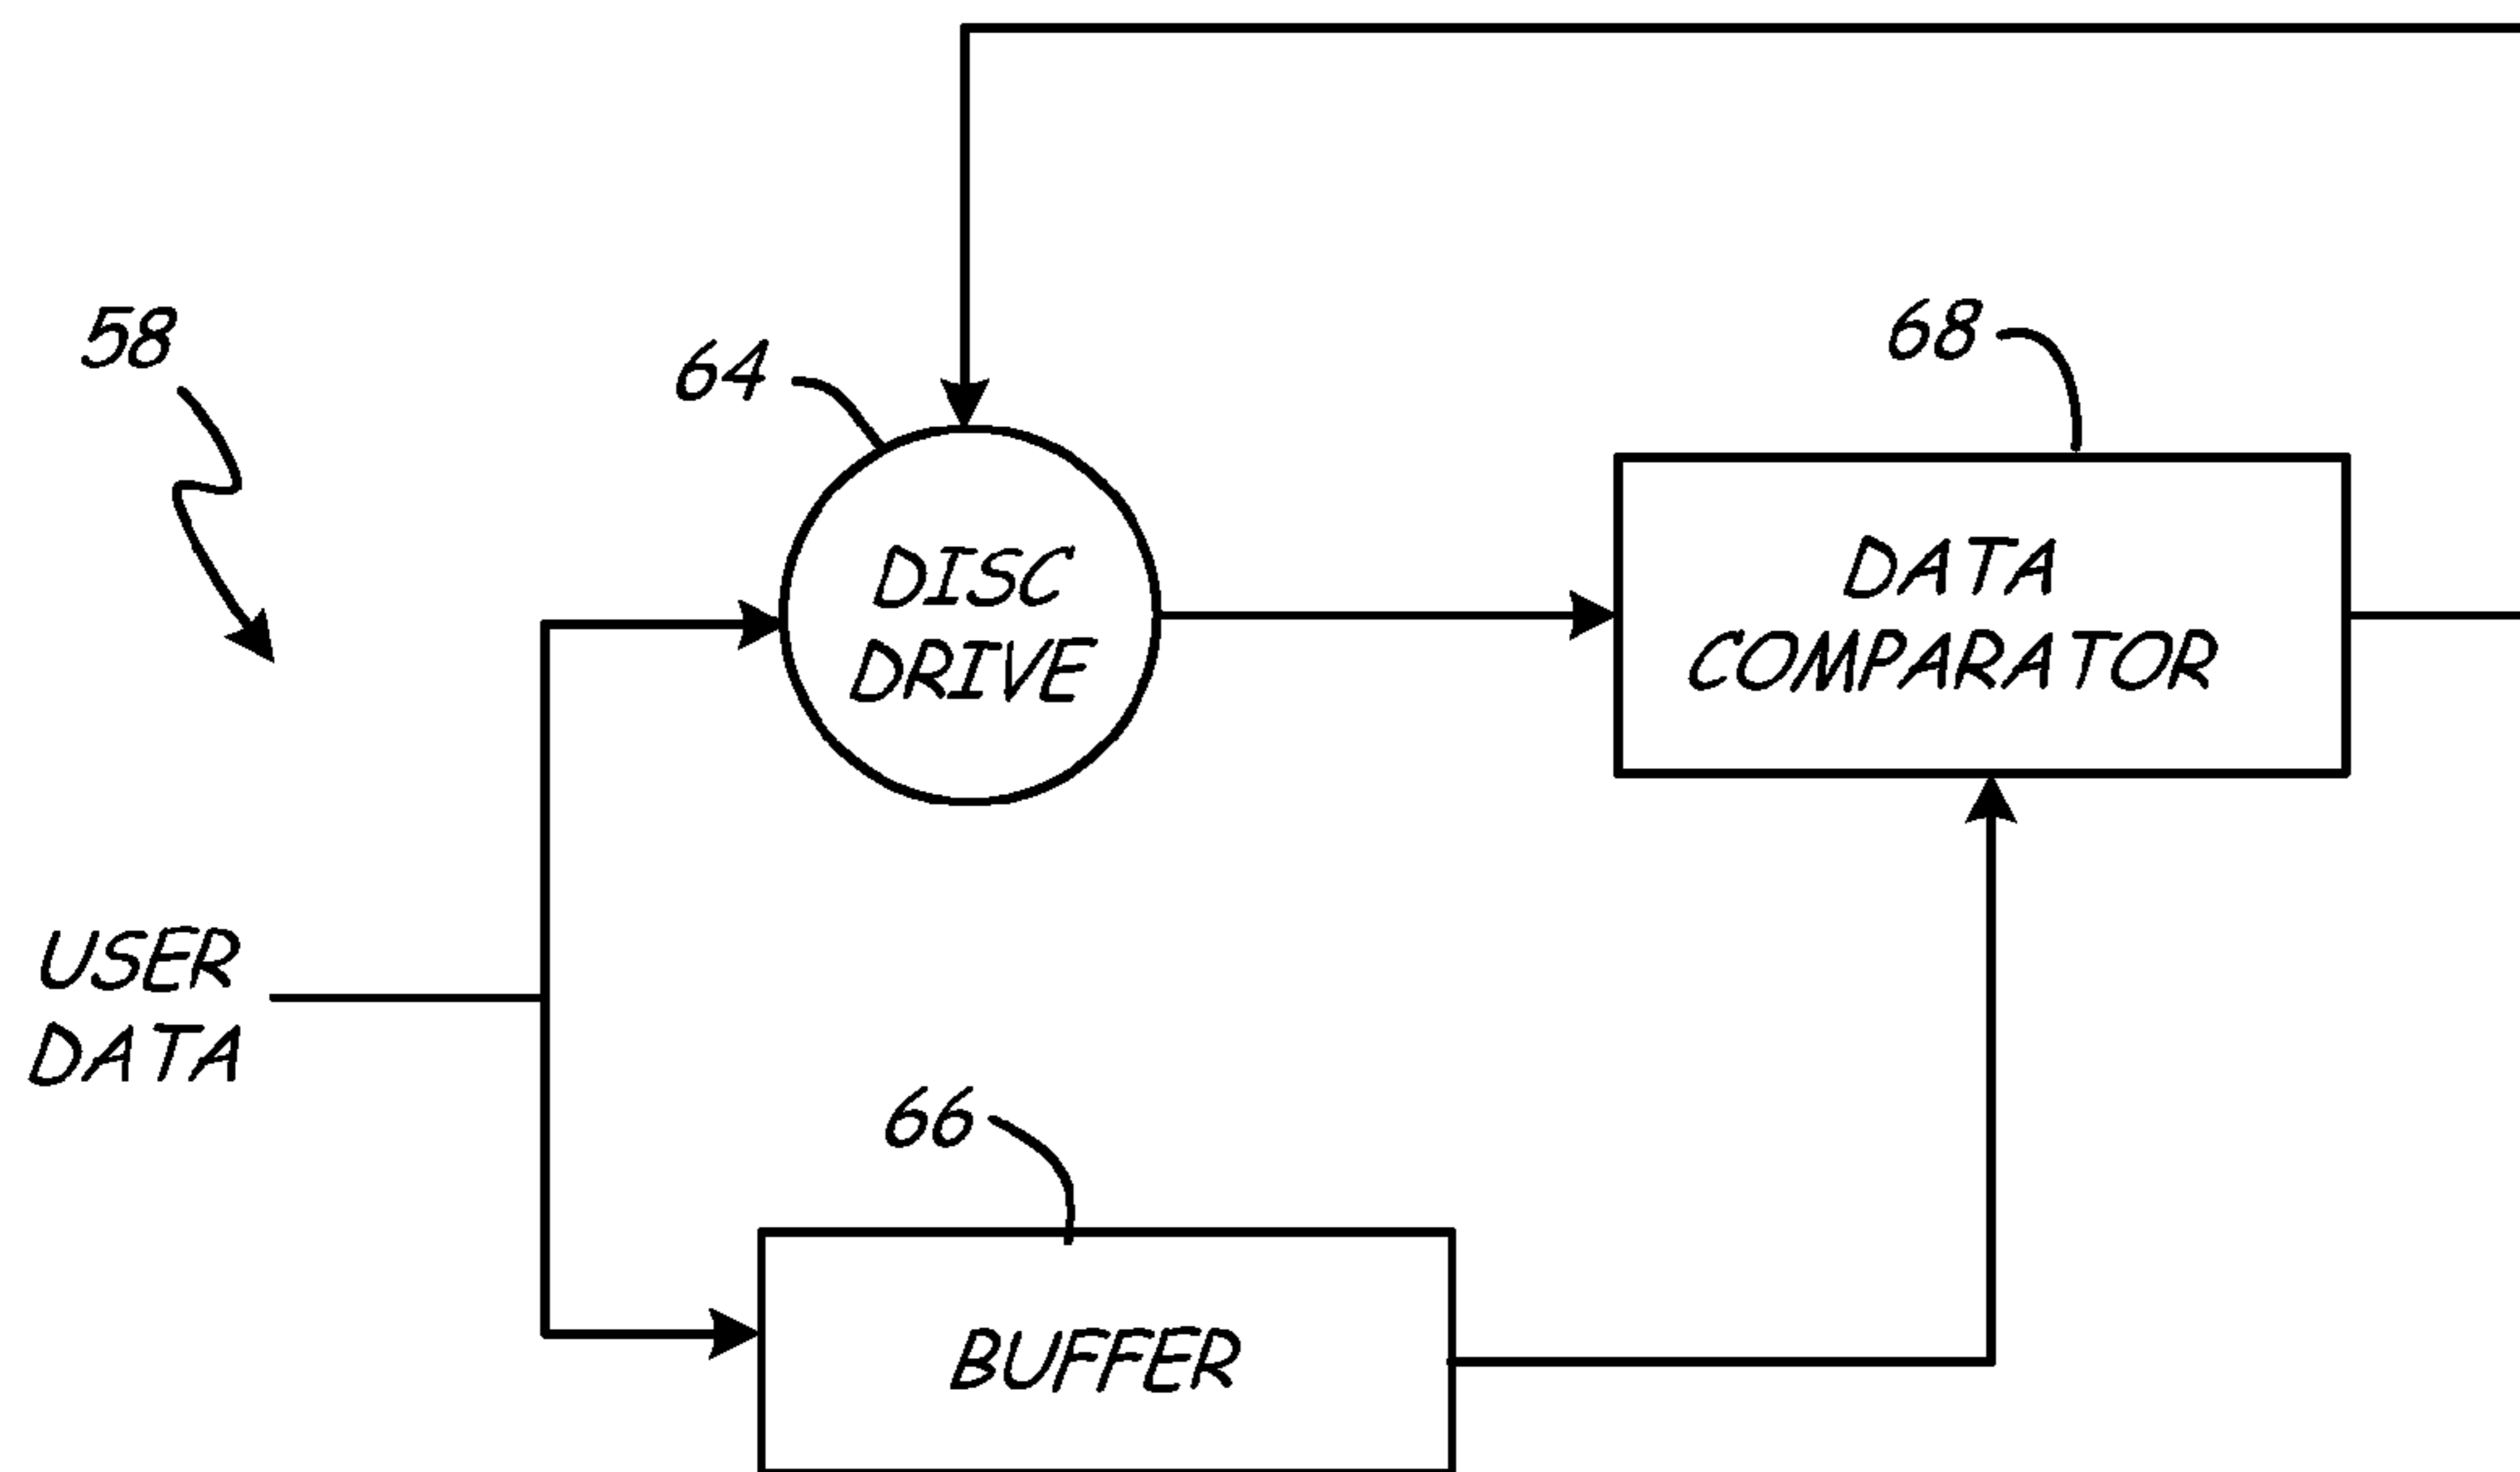 58
64
68
DISC
DRIVE
DATA
COMPARATOR
USER
DATA
66
BUFFER